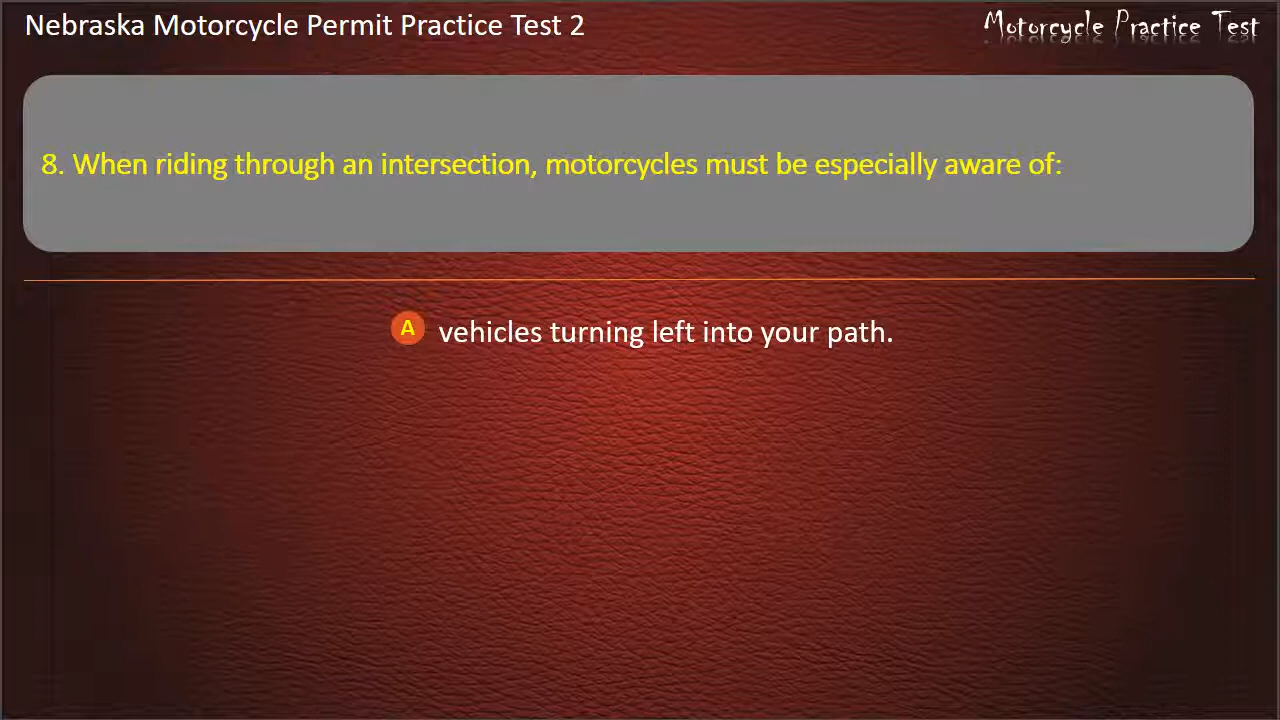 Nebraska Motorcycle Permit Practice Test 2
Motorcycle Practice Test
8. When riding through an intersection, motorcycles must be especially aware of:
A vehicles turning left into your path.